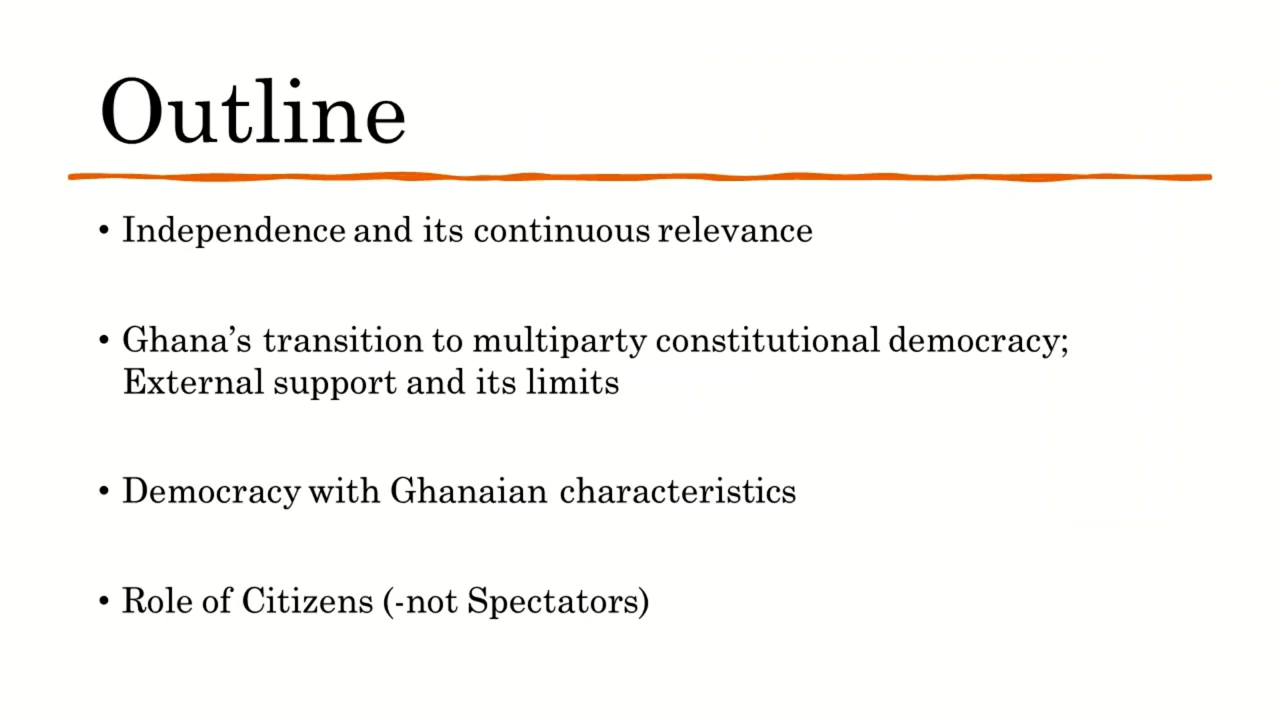 Outline
• Independence and its continuous relevance
• Ghana’s transition to multiparty constitutional democracy;
External support and its limits
• Democracy with Ghanaian characteristics
• Role of Citizens (-not Spectators)